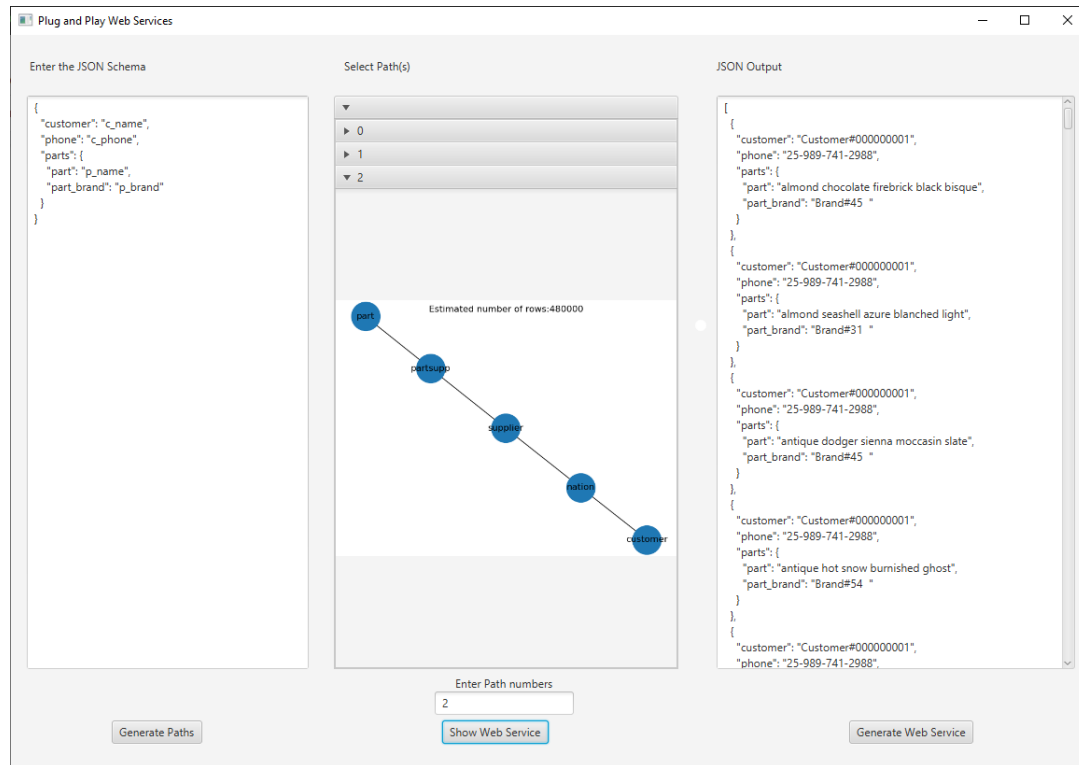 Plug and Play Web Services
Enter the JSON Schema
Select Path(s)
JSON Output
{
"customer": "c_name",
"phone": "c_phone",
"parts": {
"part": "p_name",
"part_brand": "p_brand"
}
}
0
1
2
Estimated number of rows:480000
part
partsupp
supplier
nation
customer
Enter Path numbers
2
Generate Paths
Show Web Service
[
{
"customer": "Customer#000000001",
"phone": "25-989-741-2988",
"parts": {
"part": "almond chocolate firebrick black bisque",
"part_brand": "Brand#45  "
}
},
{
"customer": "Customer#000000001",
"phone": "25-989-741-2988",
"parts": {
"part": "almond seashell azure blanched light",
"part_brand": "Brand#31  "
}
},
{
"customer": "Customer#000000001",
"phone": "25-989-741-2988",
"parts": {
"part": "antique dodger sienna moccasin slate",
"part_brand": "Brand#45  "
}
},
{
"customer": "Customer#000000001",
"phone": "25-989-741-2988",
"parts": {
"part": "antique hot snow burnished ghost",
"part_brand": "Brand#54  "
}
},
{
"customer": "Customer#000000001",
"phone": "25-989-741-2988",
Generate Web Service